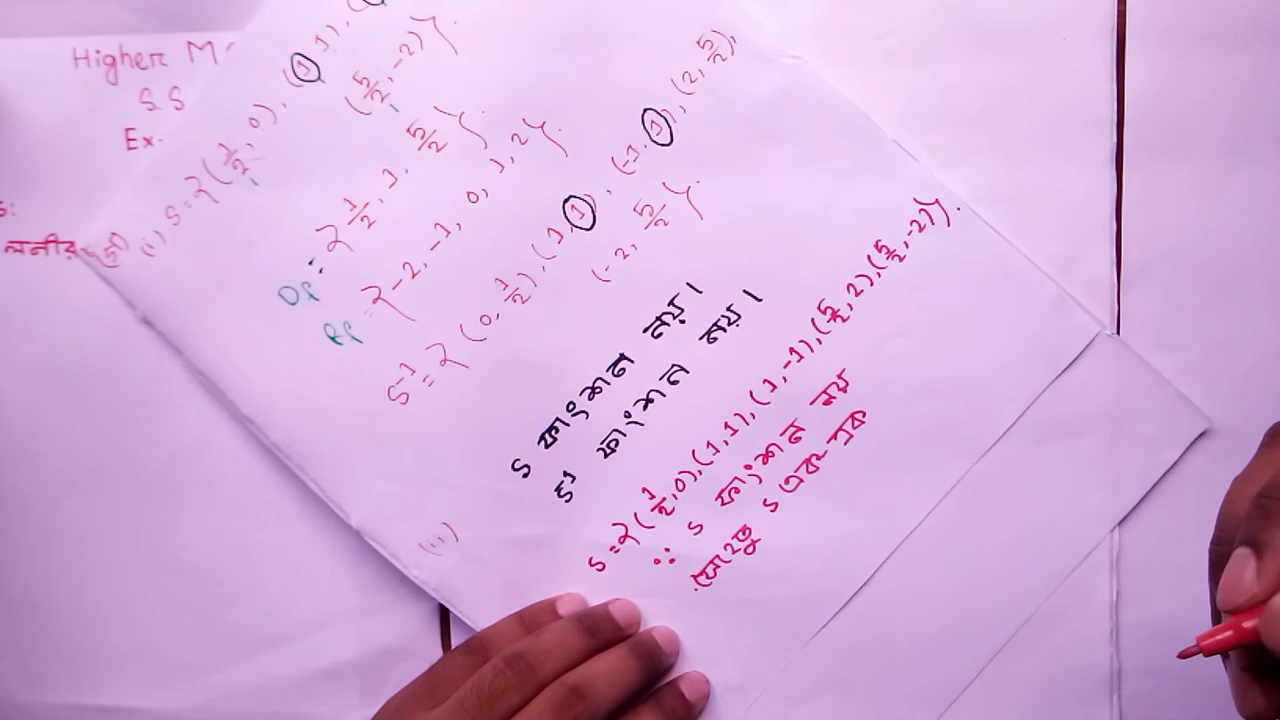 Higher M
S S
Ex.
(i) S = {(1/2, 0), (1, 1), (
(5/2, -2)}.
Df = {1/2, 1, 5/2}.
Rf = {-2, -1, 0, 1, 2}.
S⁻¹ = {(0, 1/2), (1, 1), (-1, 1), (2, 5/2),
(-2, 5/2)}.
S ফাংশন নয়।
S⁻¹ ফাংশন নয়।
(ii)
S = {(1/2, 0), (1, 1), (1, -1), (5/2, 2), (5/2, -2)}.
∴ S ফাংশন নয়
যেহেতু S এক এক